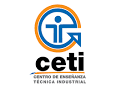 ceti
CENTRO DE ENSEÑANZA
TÉCNICA INDUSTRIAL